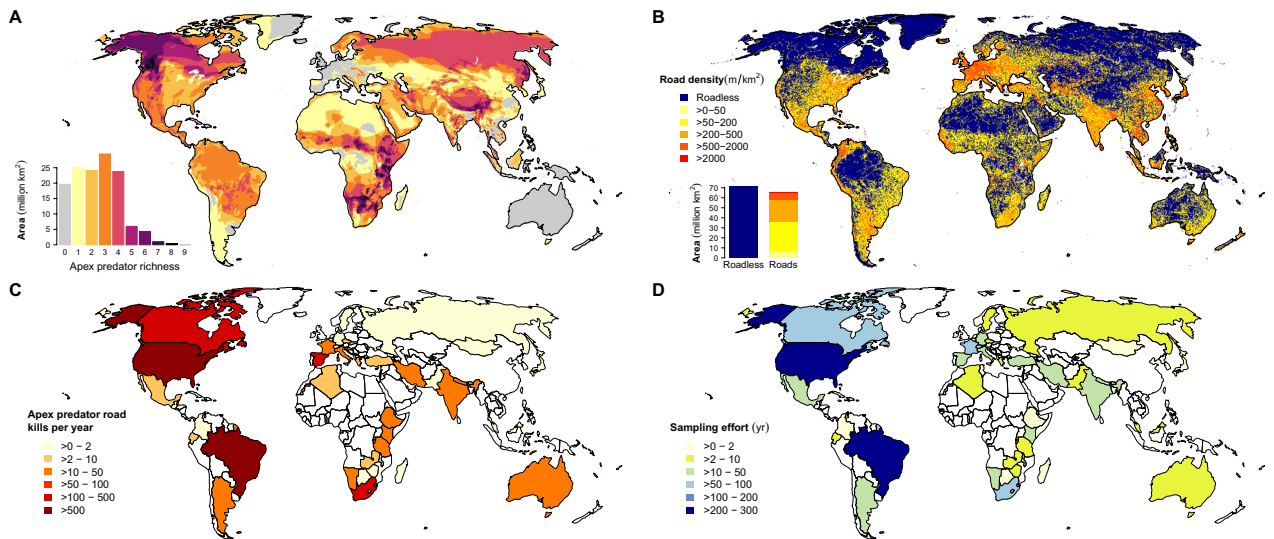 A
25
20
15
10
5
0
Area (million km²)
0 1 2 3 4 5 6 7 8 9
Apex predator richness
B
Road density(m/km²)
Roadless
>0−50
>50−200
>200−500
>500−2000
>2000
70
60
50
40
30
20
10
0
Area (million km²)
Roadless Roads
C
Apex predator road
kills per year
>0 − 2
>2 − 10
>10 − 50
>50 − 100
>100 − 500
>500
D
Sampling effort (yr)
>0 − 2
>2 − 10
>10 − 50
>50 − 100
>100 − 200
>200 − 300